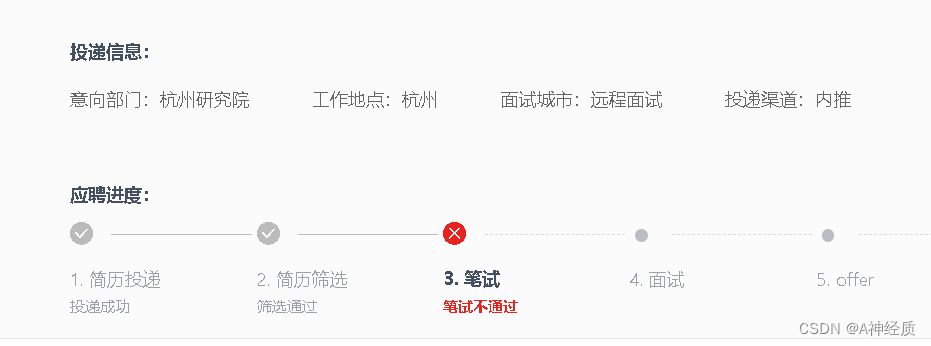 投递信息：
意向部门：杭州研究院 工作地点：杭州 面试城市：远程面试 投递渠道：内推
应聘进度：
1. 简历投递 2. 简历筛选 3. 笔试 4. 面试 5. offer
投递成功 筛选通过 笔试不通过
CSDN @A神经质